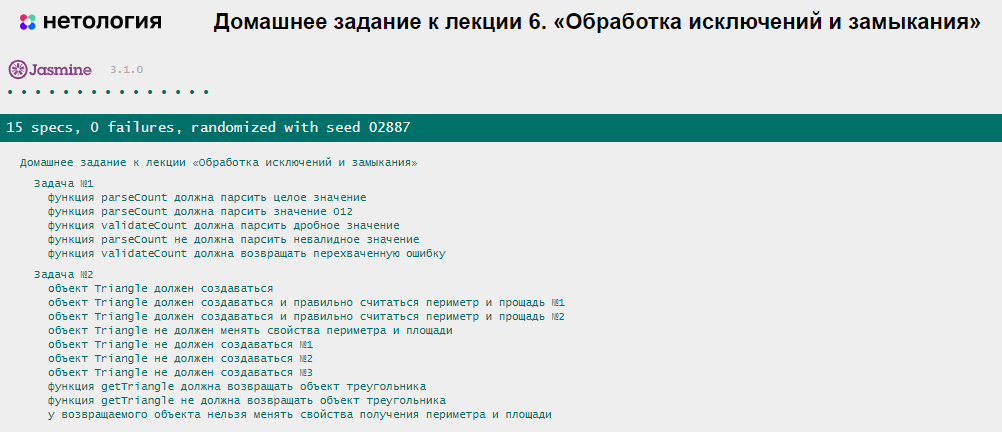 нетология
Домашнее задание к лекции 6. «Обработка исключений и замыкания»
Jasmine 3.1.0
15 specs, 0 failures, randomized with seed 02887
Домашнее задание к лекции «Обработка исключений и замыкания»
Задача №1
функция parseCount должна парсить целое значение
функция parseCount должна парсить значение 012
функция validateCount должна парсить дробное значение
функция parseCount не должна парсить невалидное значение
функция validateCount должна возвращать перехваченную ошибку
Задача №2
объект Triangle должен создаваться
объект Triangle должен создаваться и правильно считаться периметр и прощадь №1
объект Triangle должен создаваться и правильно считаться периметр и прощадь №2
объект Triangle не должен менять свойства периметра и площади
объект Triangle не должен создаваться №1
объект Triangle не должен создаваться №2
объект Triangle не должен создаваться №3
функция getTriangle должна возвращать объект треугольника
функция getTriangle не должна возвращать объект треугольника
у возвращаемого объекта нельзя менять свойства получения периметра и площади